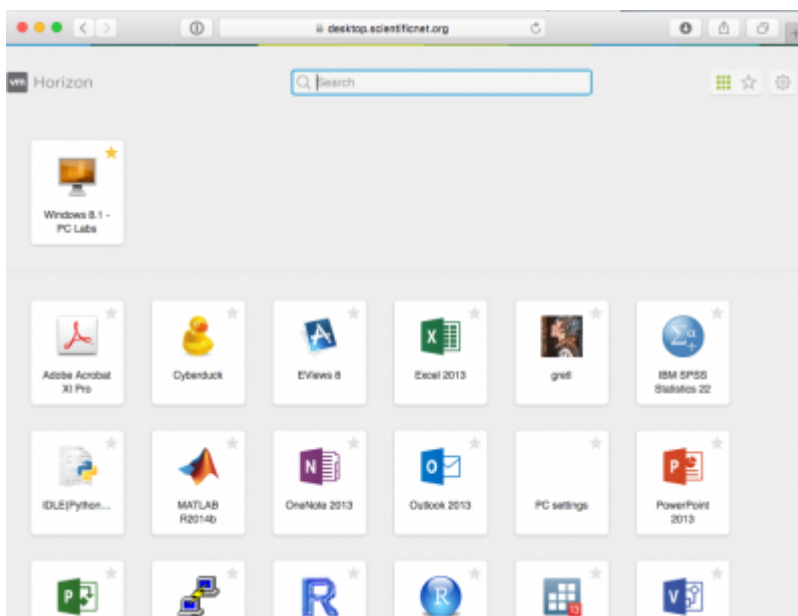 desktop.scientificnet.org
vm Horizon
Search
Windows 8.1 -
PC Labs
Adobe Acrobat
XI Pro
Cyberduck
EViews 8
Excel 2013
gretl
IBM SPSS
Statistics 22
IDLE(Python...
MATLAB
R2014b
OneNote 2013
Outlook 2013
PC settings
PowerPoint
2013